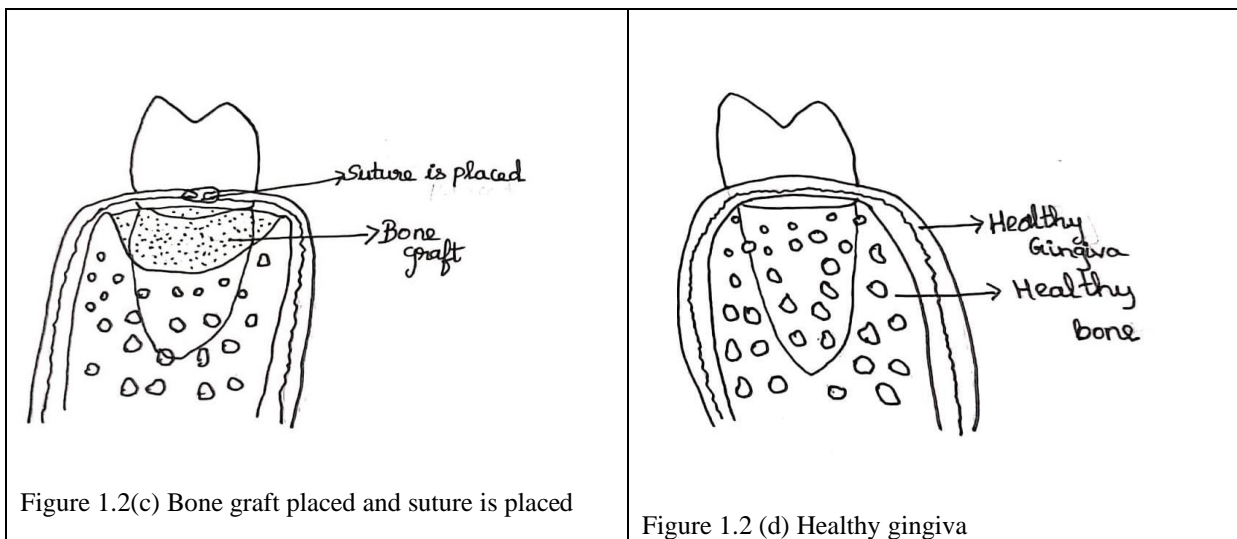 Suture is placed
Bone
graft
Figure 1.2(c) Bone graft placed and suture is placed
Healthy
Gingiva
Healthy
bone
Figure 1.2 (d) Healthy gingiva